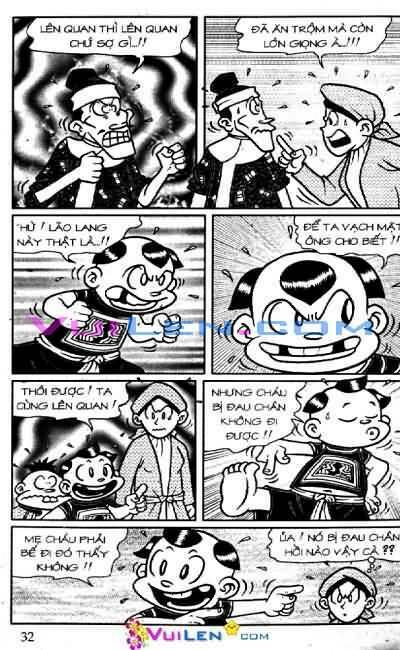 LÊN QUAN THÌ LÊN QUAN
CHỨ SỢ GÌ...!!
ĐÃ ĂN TRỘM MÀ CÒN
LỚN GIỌNG À...!!!
HỪ! LÃO LANG
NÀY THẬT LÀ...!!
ĐỂ TA VẠCH MẶT
ÔNG CHO BIẾT!!
VUILEN.COM
THÔI ĐƯỢC! TA
CÙNG LÊN QUAN!
NHƯNG CHÁU
BỊ ĐAU CHÂN
KHÔNG ĐI
ĐƯỢC!!
MẸ CHÁU PHẢI
BẾ ĐI ĐÓ THẤY
KHÔNG!!
ỦA! NÓ BỊ ĐAU CHÂN
HỒI NÀO VẬY CÀ??
32
VUILEN.COM